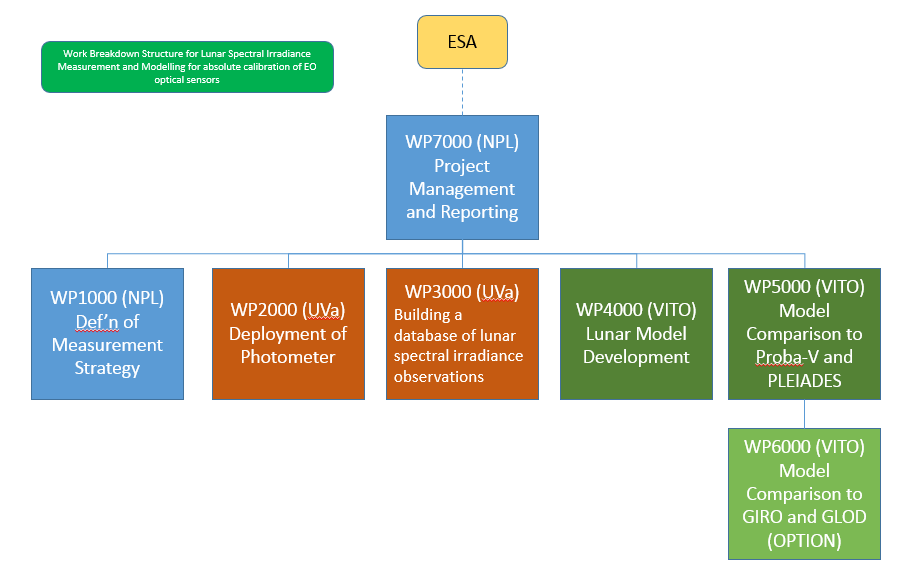 ESA
Work Breakdown Structure for Lunar Spectral Irradiance
Measurement and Modelling for absolute calibration of EO
optical sensors
WP7000 (NPL)
Project
Management
and Reporting
WP1000 (NPL)
Def’n of
Measurement
Strategy
WP2000 (UVa)
Deployment of
Photometer
WP3000 (UVa)
Building a
database of lunar
spectral irradiance
observations
WP4000 (VITO)
Lunar Model
Development
WP5000 (VITO)
Model
Comparison to
Proba-V and
PLEIADES
WP6000 (VITO)
Model
Comparison to
GIRO and GLOD
(OPTION)